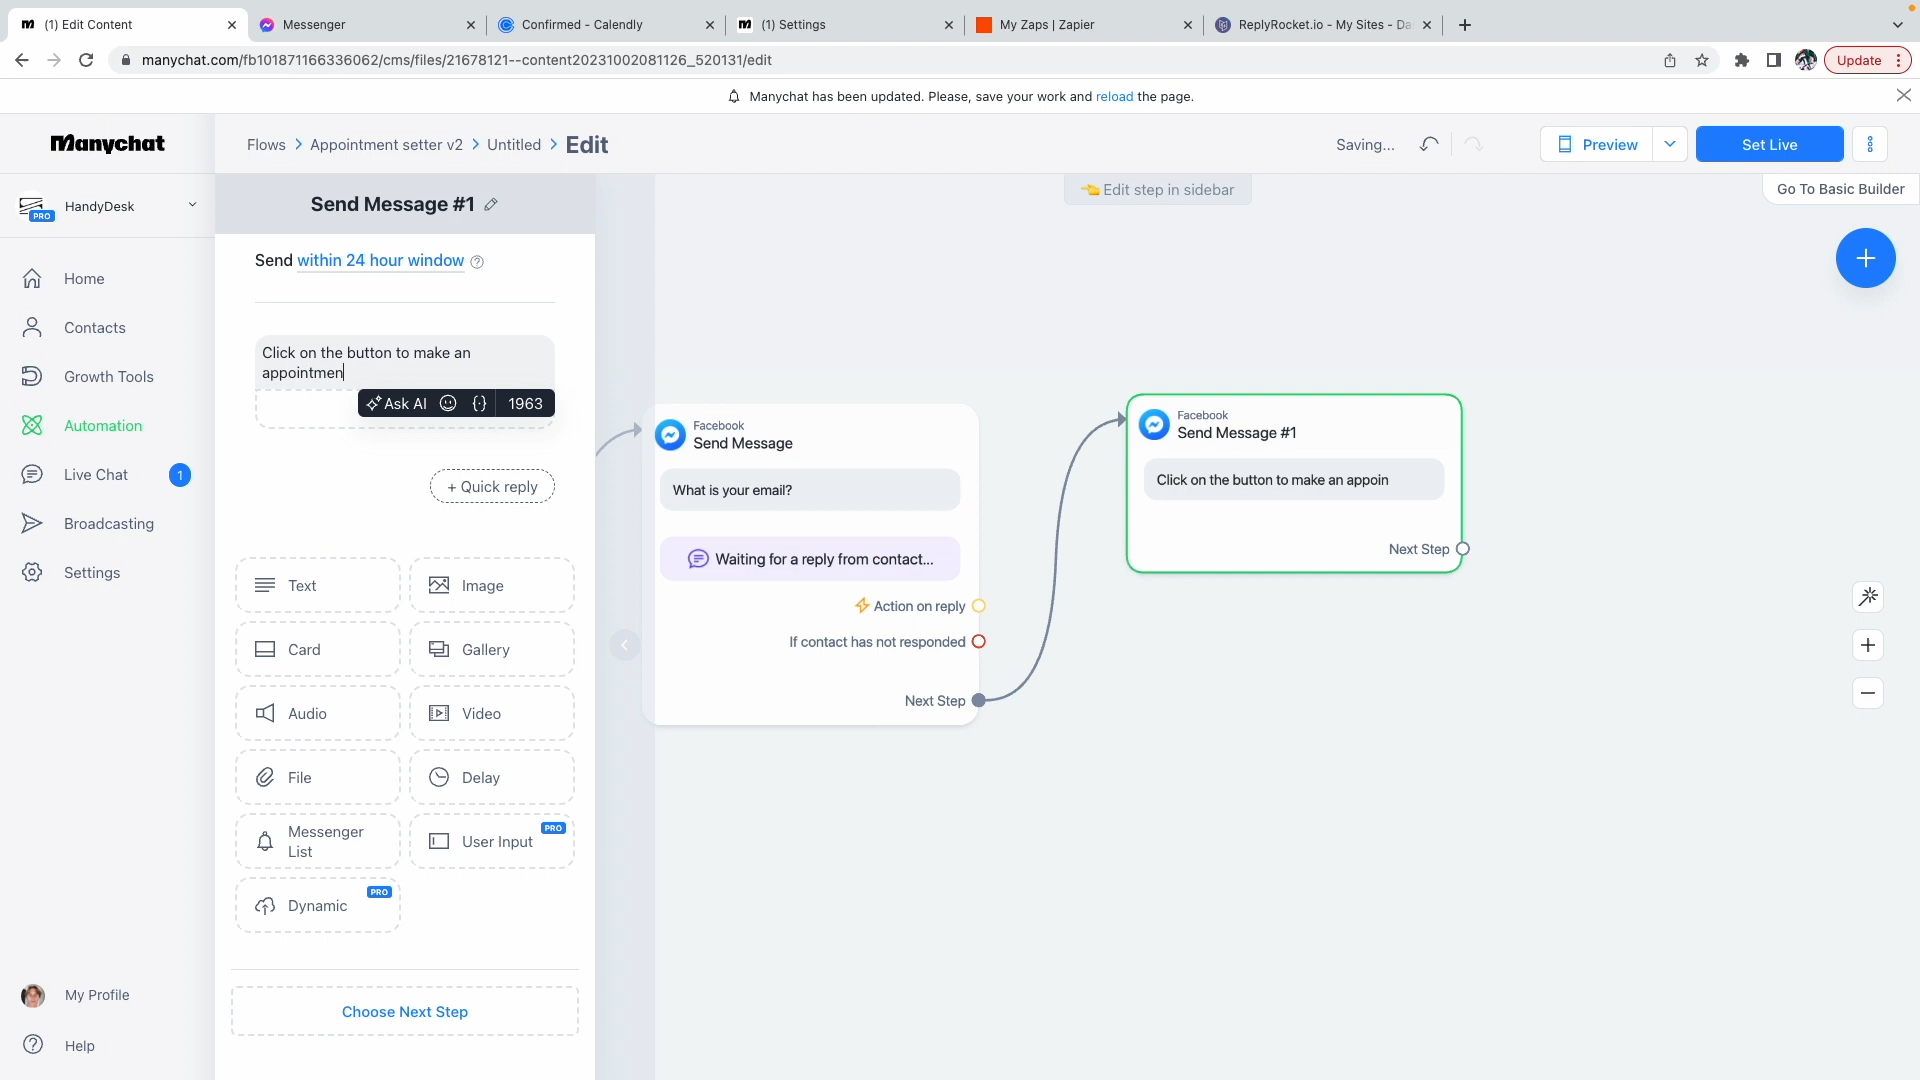 (1) Edit Content
Messenger
Confirmed - Calendly
(1) Settings
My Zaps | Zapier
ReplyRocket.io - My Sites - Da
manychat.com/fb101871166336062/cms/files/21678121--content20231002081126_520131/edit
Update
Manychat has been updated. Please, save your work and reload the page.
Manychat
Flows > Appointment setter v2 > Untitled > Edit
Saving...
Preview
Set Live
HandyDesk
PRO
Send Message #1
Edit step in sidebar
Go To Basic Builder
Home
Contacts
Growth Tools
Automation
Live Chat
1
Broadcasting
Settings
My Profile
Help
Send within 24 hour window
Click on the button to make an
appointmen
Ask AI
1963
+ Quick reply
Text
Image
Card
Gallery
Audio
Video
File
Delay
Messenger
List
User Input
PRO
Dynamic
PRO
Choose Next Step
Facebook
Send Message
What is your email?
Waiting for a reply from contact...
Action on reply
If contact has not responded
Next Step
Facebook
Send Message #1
Click on the button to make an appoin
Next Step